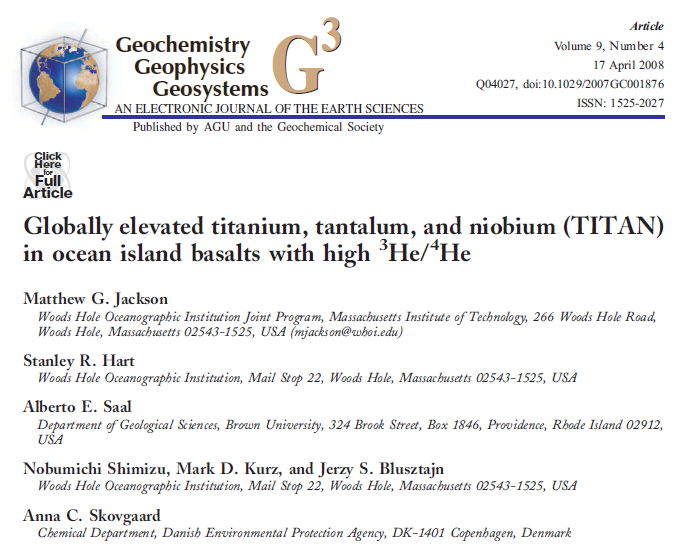 Geochemistry
Geophysics
Geosystems
G3
AN ELECTRONIC JOURNAL OF THE EARTH SCIENCES
Published by AGU and the Geochemical Society
Article
Volume 9, Number 4
17 April 2008
Q04027, doi:10.1029/2007GC001876
ISSN: 1525-2027
Click
Here
for
Full
Article
Globally elevated titanium, tantalum, and niobium (TITAN)
in ocean island basalts with high ³He/⁴He
Matthew G. Jackson
Woods Hole Oceanographic Institution Joint Program, Massachusetts Institute of Technology, 266 Woods Hole Road,
Woods Hole, Massachusetts 02543-1525, USA (mjackson@whoi.edu)
Stanley R. Hart
Woods Hole Oceanographic Institution, Mail Stop 22, Woods Hole, Massachusetts 02543-1525, USA
Alberto E. Saal
Department of Geological Sciences, Brown University, 324 Brook Street, Box 1846, Providence, Rhode Island 02912,
USA
Nobumichi Shimizu, Mark D. Kurz, and Jerzy S. Blusztajn
Woods Hole Oceanographic Institution, Mail Stop 22, Woods Hole, Massachusetts 02543-1525, USA
Anna C. Skovgaard
Chemical Department, Danish Environmental Protection Agency, DK-1401 Copenhagen, Denmark